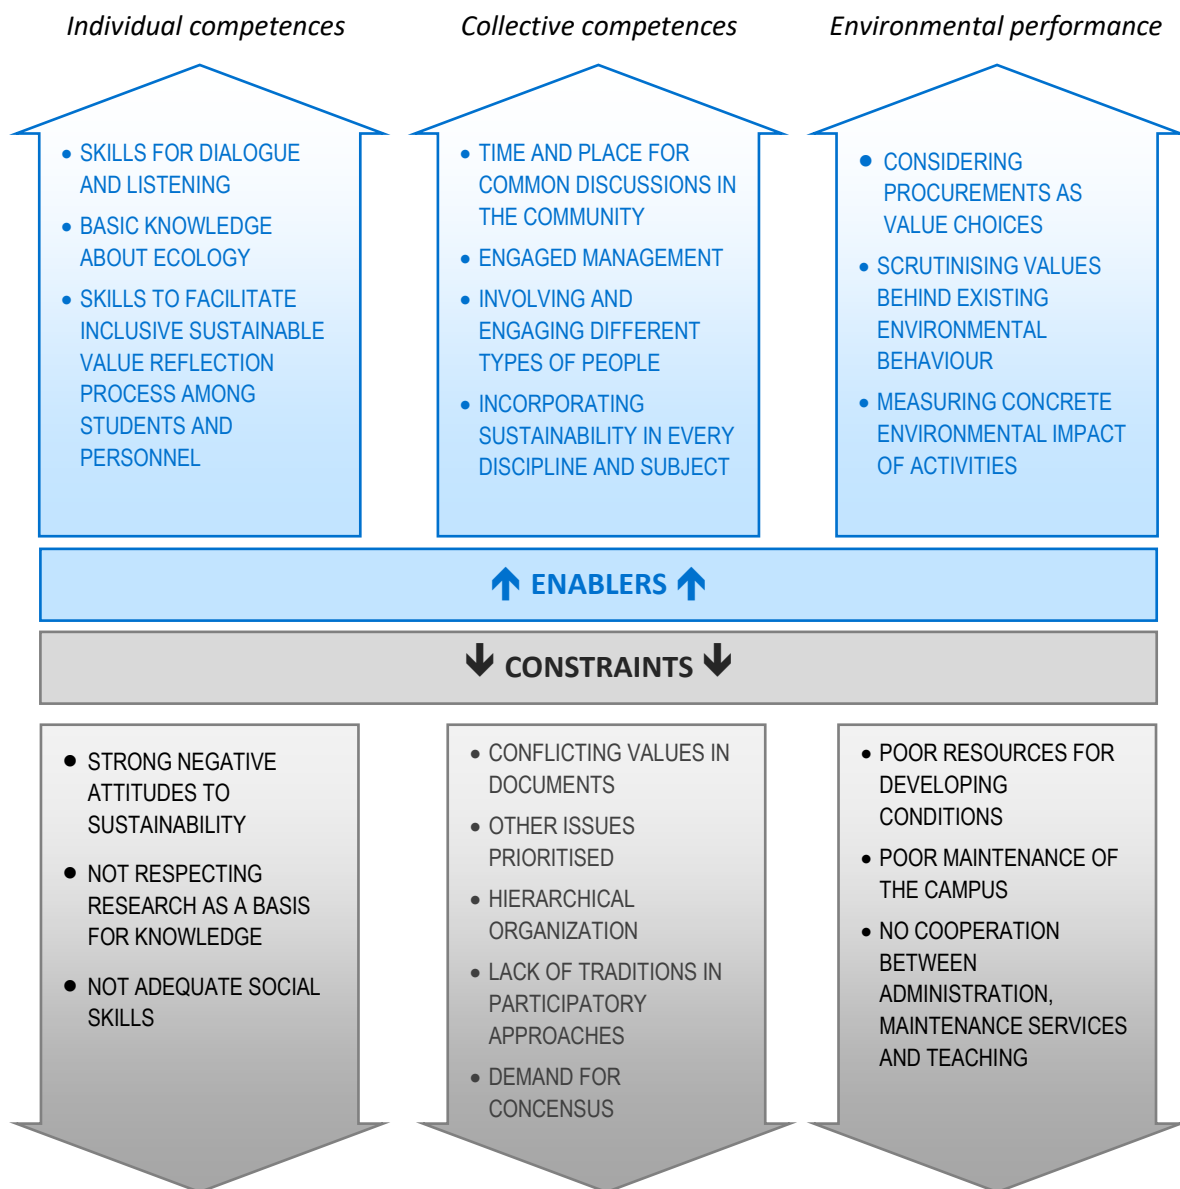 Individual competences
Collective competences
Environmental performance
• SKILLS FOR DIALOGUE
AND LISTENING
• BASIC KNOWLEDGE
ABOUT ECOLOGY
• SKILLS TO FACILITATE
INCLUSIVE SUSTAINABLE
VALUE REFLECTION
PROCESS AMONG
STUDENTS AND
PERSONNEL
• TIME AND PLACE FOR
COMMON DISCUSSIONS IN
THE COMMUNITY
• ENGAGED MANAGEMENT
• INVOLVING AND
ENGAGING DIFFERENT
TYPES OF PEOPLE
• INCORPORATING
SUSTAINABILITY IN EVERY
DISCIPLINE AND SUBJECT
• CONSIDERING
PROCUREMENTS AS
VALUE CHOICES
• SCRUTINISING VALUES
BEHIND EXISTING
ENVIRONMENTAL
BEHAVIOUR
• MEASURING CONCRETE
ENVIRONMENTAL IMPACT
OF ACTIVITIES
↑ ENABLERS ↑
↓ CONSTRAINTS ↓
• STRONG NEGATIVE
ATTITUDES TO
SUSTAINABILITY
• NOT RESPECTING
RESEARCH AS A BASIS
FOR KNOWLEDGE
• NOT ADEQUATE SOCIAL
SKILLS
• CONFLICTING VALUES IN
DOCUMENTS
• OTHER ISSUES
PRIORITISED
• HIERARCHICAL
ORGANIZATION
• LACK OF TRADITIONS IN
PARTICIPATORY
APPROACHES
• DEMAND FOR
CONCENSUS
• POOR RESOURCES FOR
DEVELOPING
CONDITIONS
• POOR MAINTENANCE OF
THE CAMPUS
• NO COOPERATION
BETWEEN
ADMINISTRATION,
MAINTENANCE SERVICES
AND TEACHING